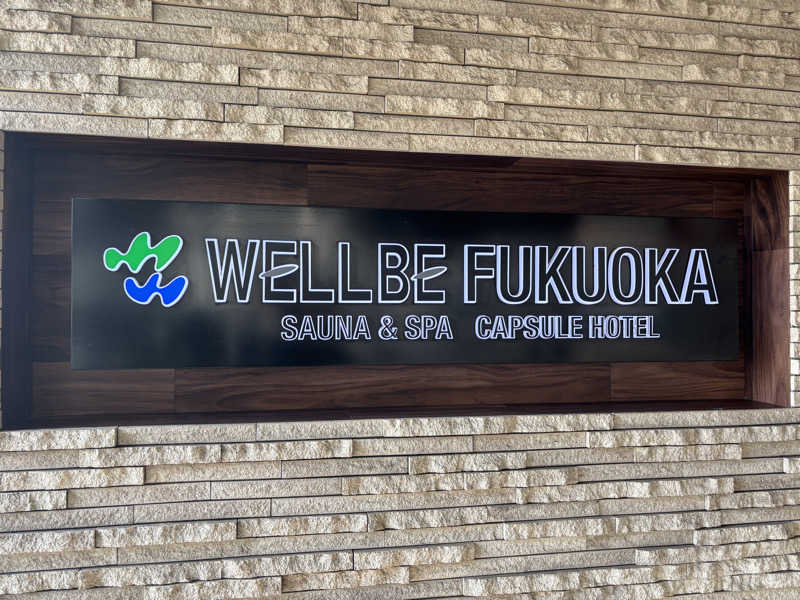 WELLBE FUKUOKA
SAUNA & SPA CAPSULE HOTEL